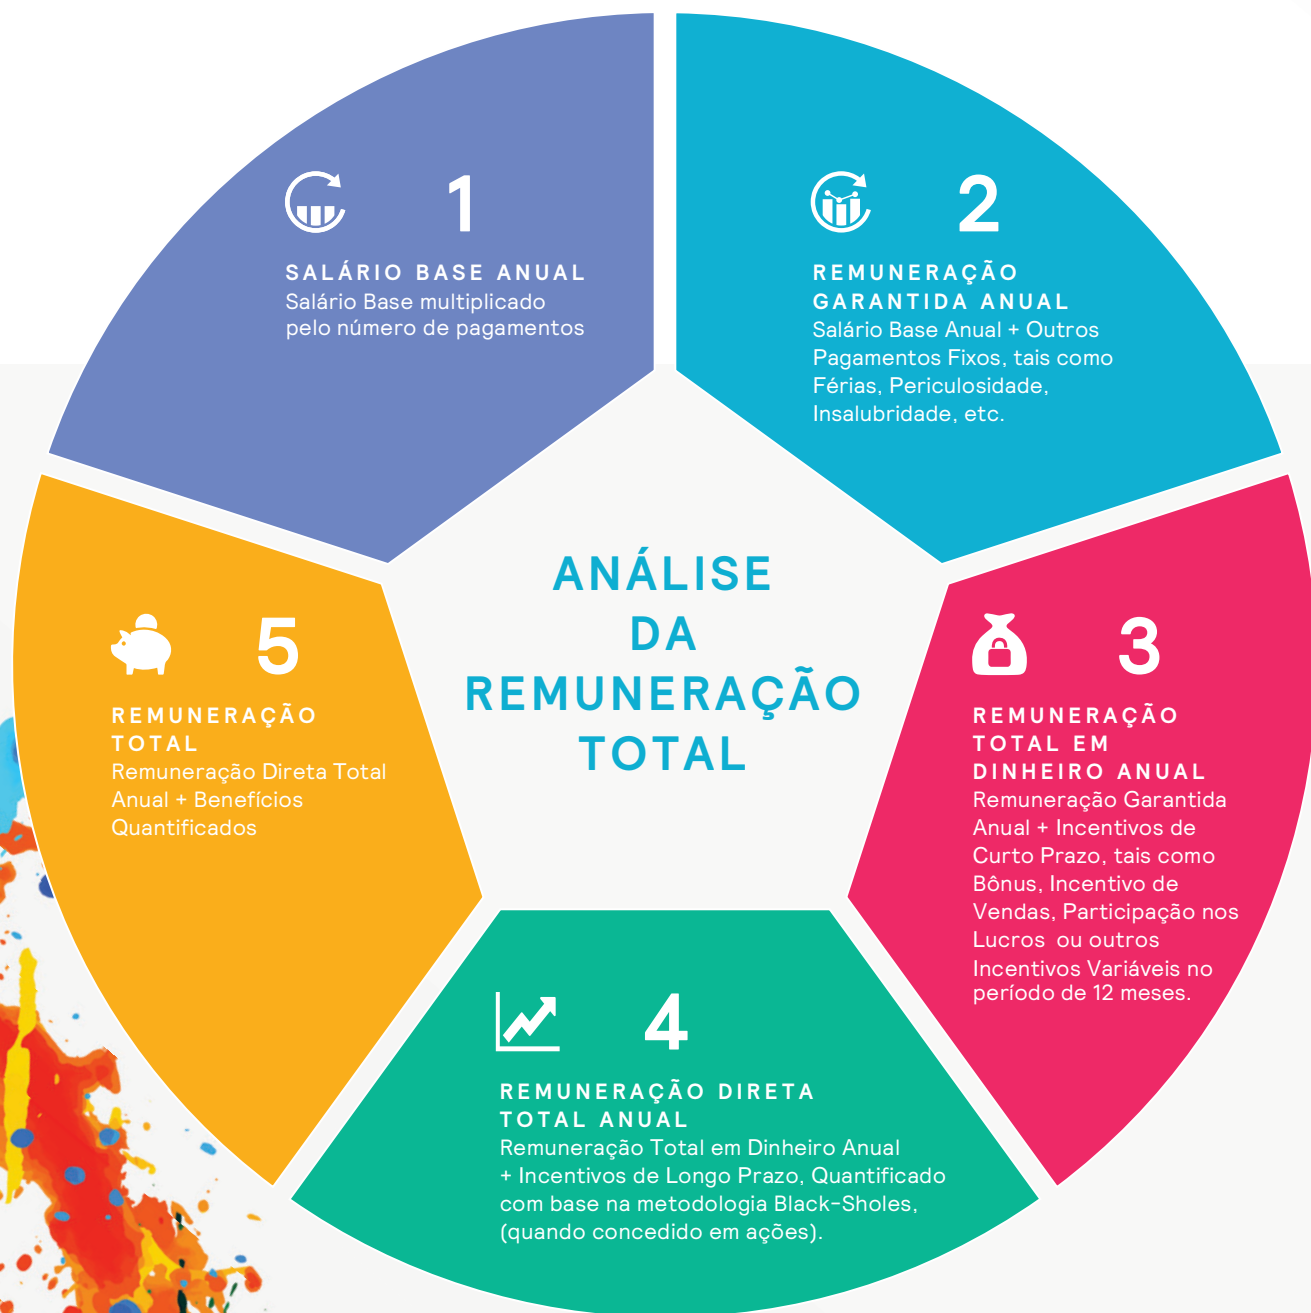 1
SALÁRIO BASE ANUAL
Salário Base multiplicado
pelo número de pagamentos
2
REMUNERAÇÃO
GARANTIDA ANUAL
Salário Base Anual + Outros
Pagamentos Fixos, tais como
Férias, Periculosidade,
Insalubridade, etc.
ANÁLISE
DA
REMUNERAÇÃO
TOTAL
3
REMUNERAÇÃO
TOTAL EM
DINHEIRO ANUAL
Remuneração Garantida
Anual + Incentivos de
Curto Prazo, tais como
Bônus, Incentivo de
Vendas, Participação nos
Lucros ou outros
Incentivos Variáveis no
período de 12 meses.
4
REMUNERAÇÃO DIRETA
TOTAL ANUAL
Remuneração Total em Dinheiro Anual
+ Incentivos de Longo Prazo, Quantificado
com base na metodologia Black-Sholes,
(quando concedido em ações).
5
REMUNERAÇÃO
TOTAL
Remuneração Direta Total
Anual + Benefícios
Quantificados